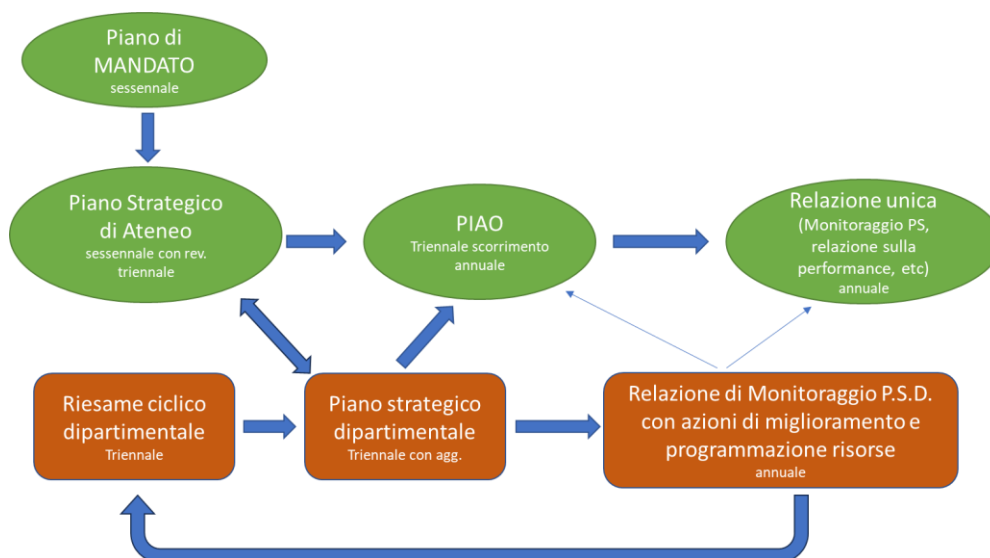 Piano di
MANDATO
sessennale
Piano Strategico
di Ateneo
sessennale con rev.
triennale
PIAO
Triennale scorrimento
annuale
Relazione unica
(Monitoraggio PS,
relazione sulla
performance, etc)
annuale
Riesame ciclico
dipartimentale
Triennale
Piano strategico
dipartimentale
Triennale con agg.
Relazione di Monitoraggio P.S.D.
con azioni di miglioramento e
programmazione risorse
annuale